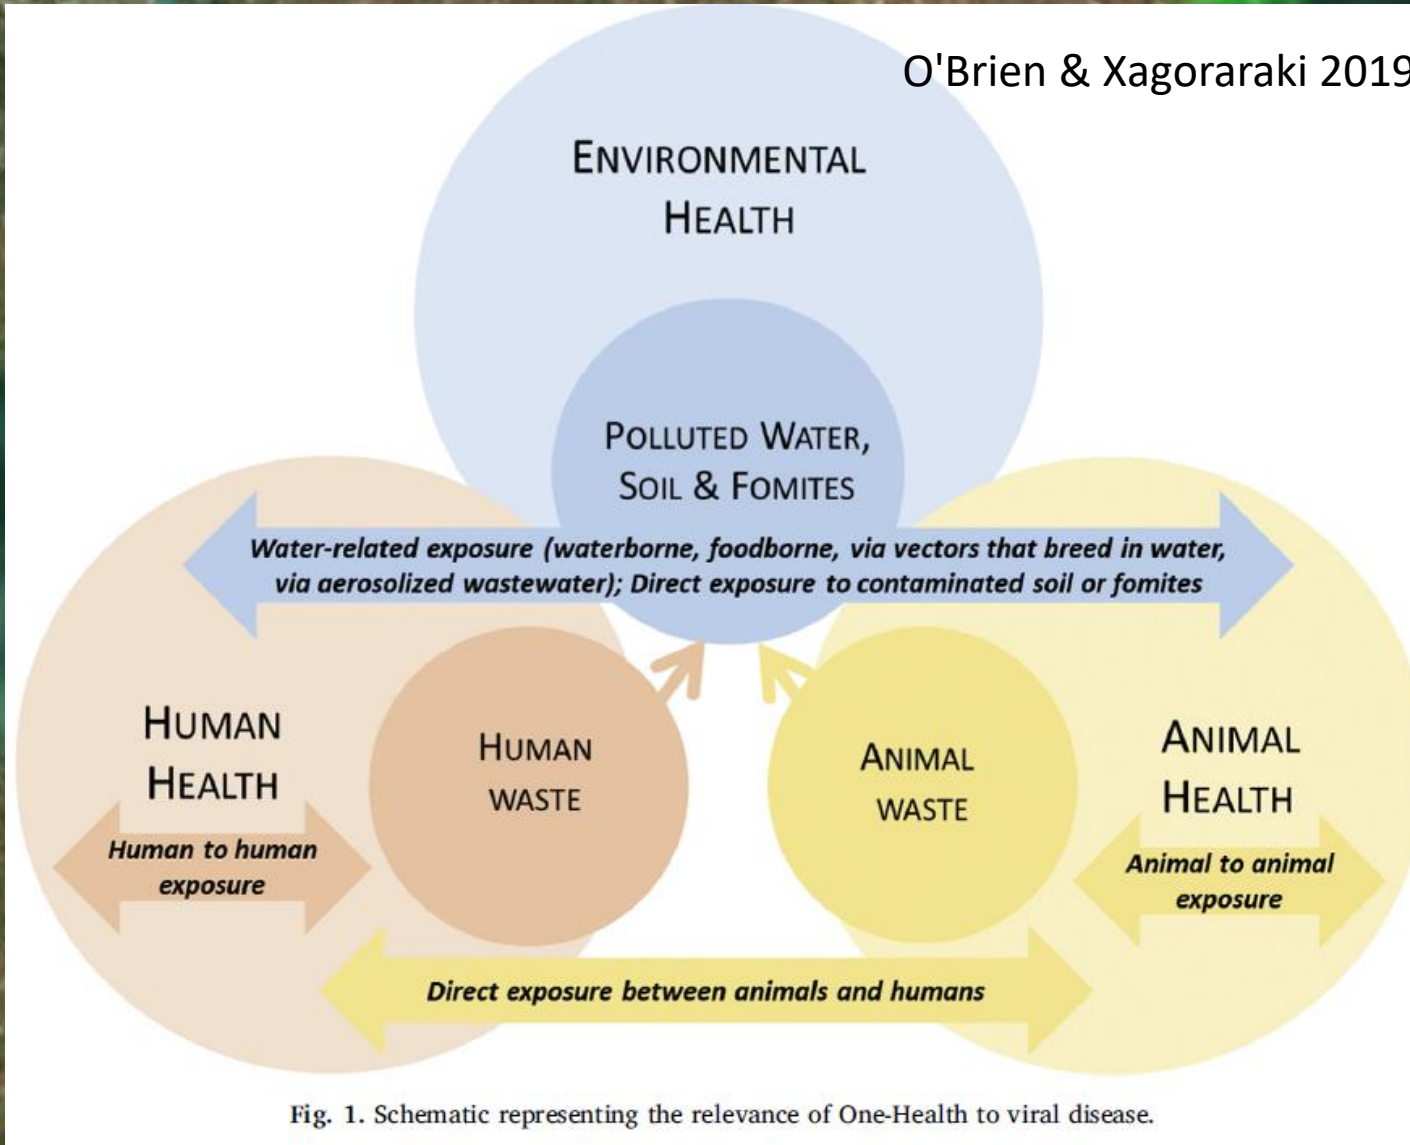 O'Brien & Xagoraraki 2019
ENVIRONMENTAL
HEALTH
POLLUTED WATER,
SOIL & FOMITES
Water-related exposure (waterborne, foodborne, via vectors that breed in water,
via aerosolized wastewater); Direct exposure to contaminated soil or fomites
HUMAN
HEALTH
HUMAN
WASTE
ANIMAL
WASTE
ANIMAL
HEALTH
Human to human
exposure
Animal to animal
exposure
Direct exposure between animals and humans
Fig. 1. Schematic representing the relevance of One-Health to viral disease.